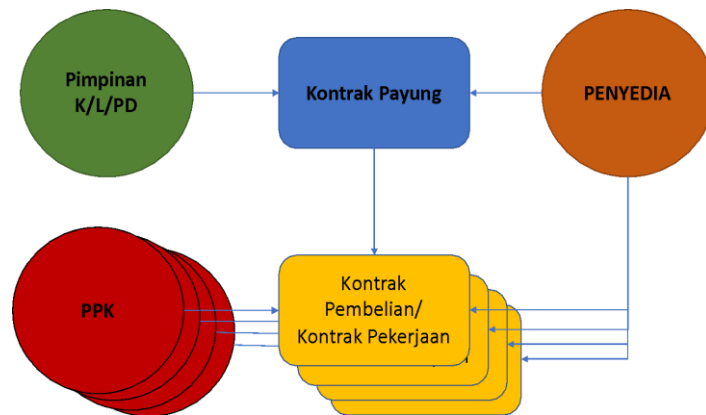 Pimpinan
K/L/PD
Kontrak Payung
PENYEDIA
PPK
Kontrak
Pembelian/
Kontrak Pekerjaan